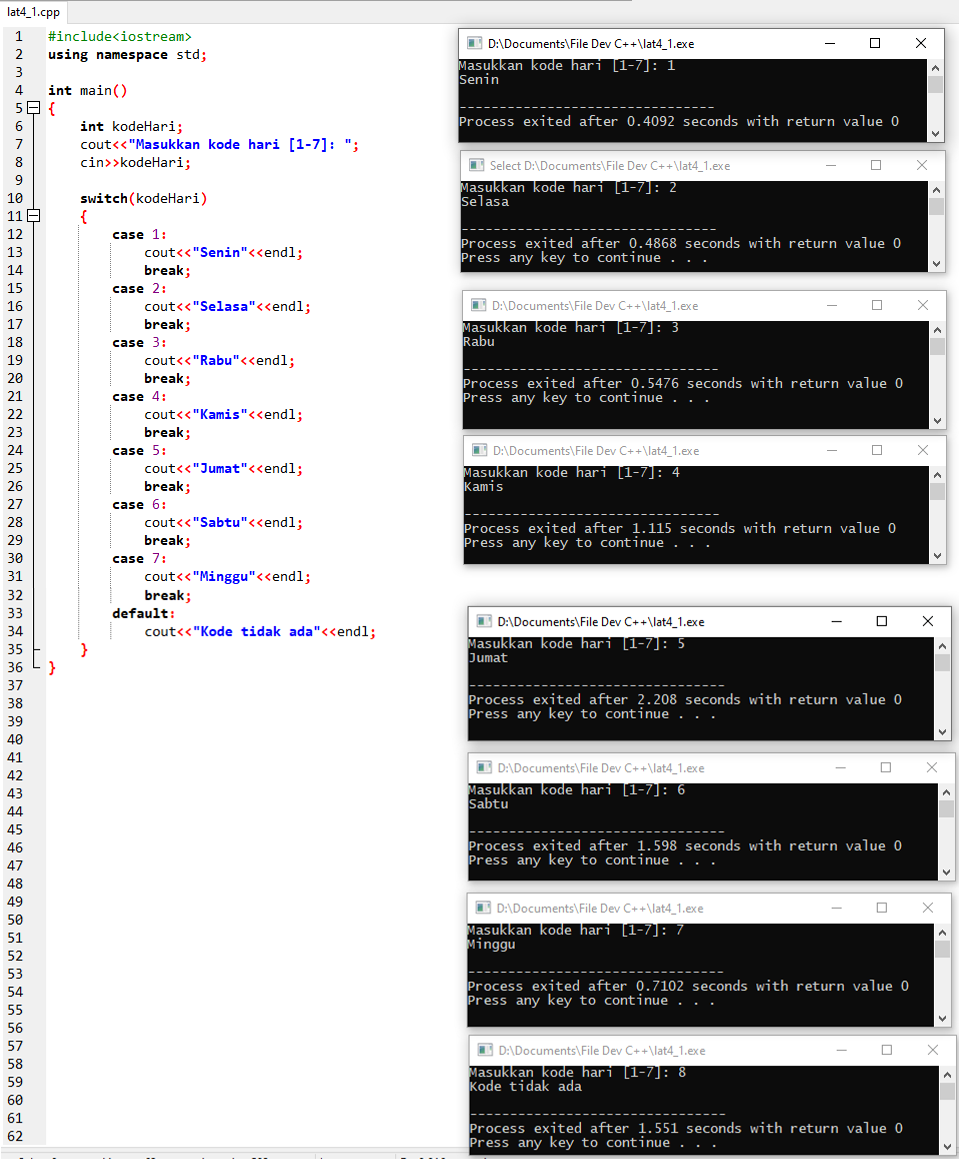 lat4_1.cpp
1 #include<iostream>
2 using namespace std;
3
4 int main()
5 {
6 int kodeHari;
7 cout<<"Masukkan kode hari [1-7]: ";
8 cin>>kodeHari;
9
10 switch(kodeHari)
11 {
12 case 1:
13 cout<<"Senin"<<endl;
14 break;
15 case 2:
16 cout<<"Selasa"<<endl;
17 break;
18 case 3:
19 cout<<"Rabu"<<endl;
20 break;
21 case 4:
22 cout<<"Kamis"<<endl;
23 break;
24 case 5:
25 cout<<"Jumat"<<endl;
26 break;
27 case 6:
28 cout<<"Sabtu"<<endl;
29 break;
30 case 7:
31 cout<<"Minggu"<<endl;
32 break;
33 default:
34 cout<<"Kode tidak ada"<<endl;
35 }
36 }
37
38
39
40
41
42
43
44
45
46
47
48
49
50
51
52
53
54
55
56
57
58
59
60
61
62
D:\Documents\File Dev C++\lat4_1.exe
Masukkan kode hari [1-7]: 1
Senin
--------------------------------
Process exited after 0.4092 seconds with return value 0
Select D:\Documents\File Dev C++\lat4_1.exe
Masukkan kode hari [1-7]: 2
Selasa
--------------------------------
Process exited after 0.4868 seconds with return value 0
Press any key to continue . . .
D:\Documents\File Dev C++\lat4_1.exe
Masukkan kode hari [1-7]: 3
Rabu
--------------------------------
Process exited after 0.5476 seconds with return value 0
Press any key to continue . . .
D:\Documents\File Dev C++\lat4_1.exe
Masukkan kode hari [1-7]: 4
Kamis
--------------------------------
Process exited after 1.115 seconds with return value 0
Press any key to continue . . .
D:\Documents\File Dev C++\lat4_1.exe
Masukkan kode hari [1-7]: 5
Jumat
--------------------------------
Process exited after 2.208 seconds with return value 0
Press any key to continue . . .
D:\Documents\File Dev C++\lat4_1.exe
Masukkan kode hari [1-7]: 6
Sabtu
--------------------------------
Process exited after 1.598 seconds with return value 0
Press any key to continue . . .
D:\Documents\File Dev C++\lat4_1.exe
Masukkan kode hari [1-7]: 7
Minggu
--------------------------------
Process exited after 0.7102 seconds with return value 0
Press any key to continue . . .
D:\Documents\File Dev C++\lat4_1.exe
Masukkan kode hari [1-7]: 8
Kode tidak ada
--------------------------------
Process exited after 1.551 seconds with return value 0
Press any key to continue . . .